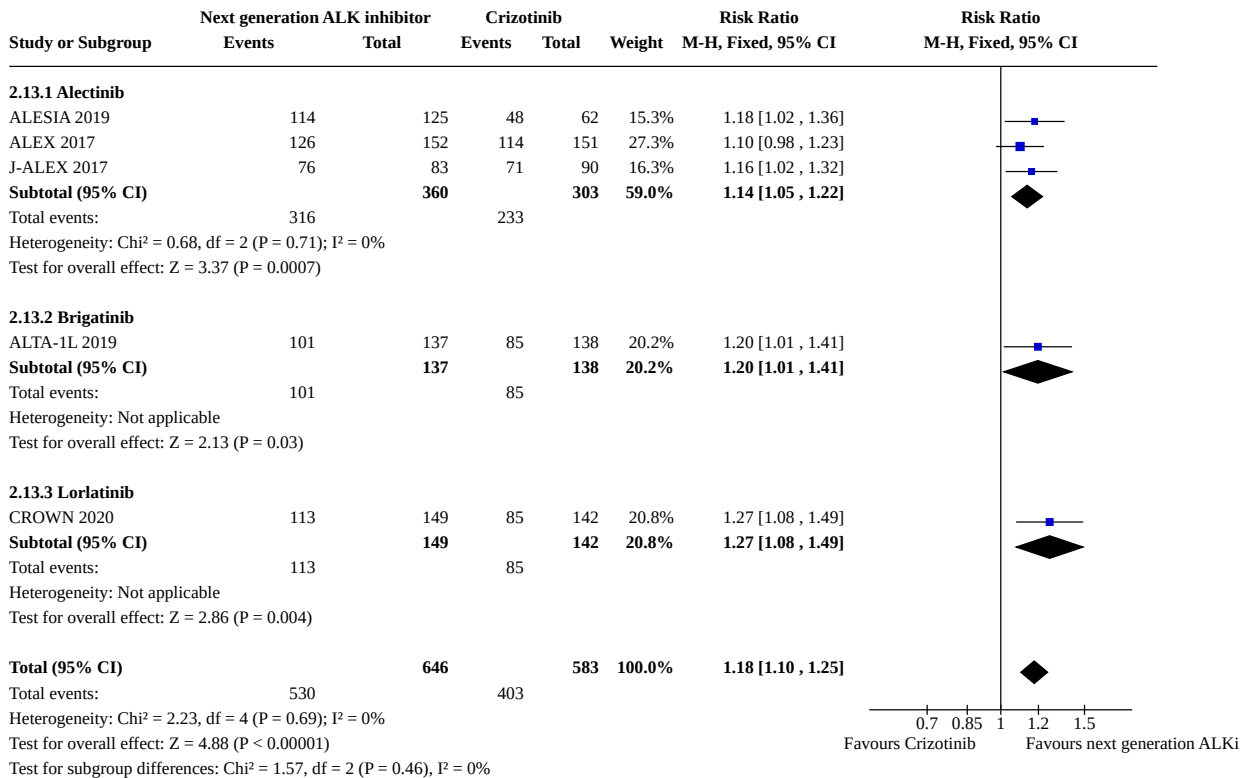 Next generation ALK inhibitor Crizotinib Risk Ratio Risk Ratio
Study or Subgroup Events Total Events Total Weight M-H, Fixed, 95% CI M-H, Fixed, 95% CI
2.13.1 Alectinib
ALESIA 2019 114 125 48 62 15.3% 1.18 [1.02 , 1.36]
ALEX 2017 126 152 114 151 27.3% 1.10 [0.98 , 1.23]
J-ALEX 2017 76 83 71 90 16.3% 1.16 [1.02 , 1.32]
Subtotal (95% CI) 360 303 59.0% 1.14 [1.05 , 1.22]
Total events: 316 233
Heterogeneity: Chi² = 0.68, df = 2 (P = 0.71); I² = 0%
Test for overall effect: Z = 3.37 (P = 0.0007)
2.13.2 Brigatinib
ALTA-1L 2019 101 137 85 138 20.2% 1.20 [1.01 , 1.41]
Subtotal (95% CI) 137 138 20.2% 1.20 [1.01 , 1.41]
Total events: 101 85
Heterogeneity: Not applicable
Test for overall effect: Z = 2.13 (P = 0.03)
2.13.3 Lorlatinib
CROWN 2020 113 149 85 142 20.8% 1.27 [1.08 , 1.49]
Subtotal (95% CI) 149 142 20.8% 1.27 [1.08 , 1.49]
Total events: 113 85
Heterogeneity: Not applicable
Test for overall effect: Z = 2.86 (P = 0.004)
Total (95% CI) 646 583 100.0% 1.18 [1.10 , 1.25]
Total events: 530 403
Heterogeneity: Chi² = 2.23, df = 4 (P = 0.69); I² = 0%
0.7 0.85 1 1.2 1.5
Test for overall effect: Z = 4.88 (P < 0.00001)
Favours Crizotinib Favours next generation ALKi
Test for subgroup differences: Chi² = 1.57, df = 2 (P = 0.46), I² = 0%